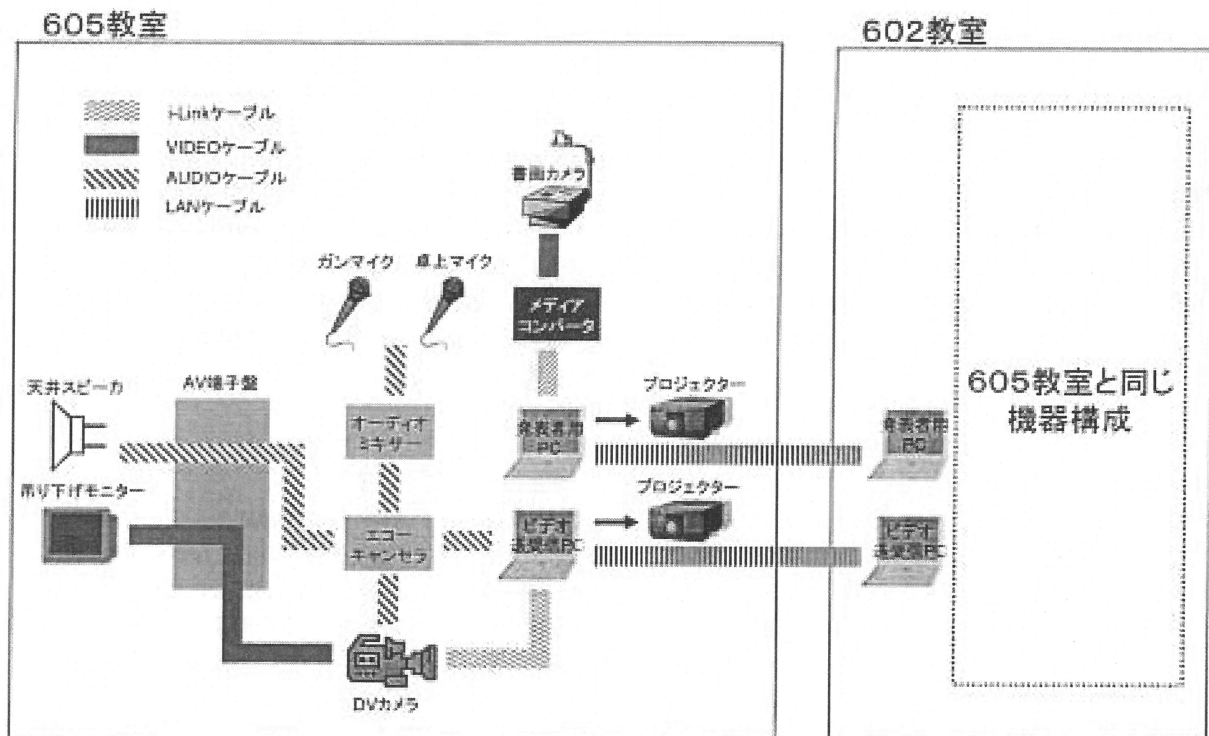 605教室
602教室
i-Linkケーブル
VIDEOケーブル
AUDIOケーブル
LANケーブル
書画カメラ
ガンマイク
卓上マイク
メディア
コンバータ
天井スピーカ
AV端子盤
オーディオ
ミキサー
発表者用
PC
プロジェクター
発表者用
PC
605教室と同じ
機器構成
吊り下げモニター
エコー
キャンセラ
ビデオ
送受信PC
プロジェクター
ビデオ
送受信PC
DVカメラ